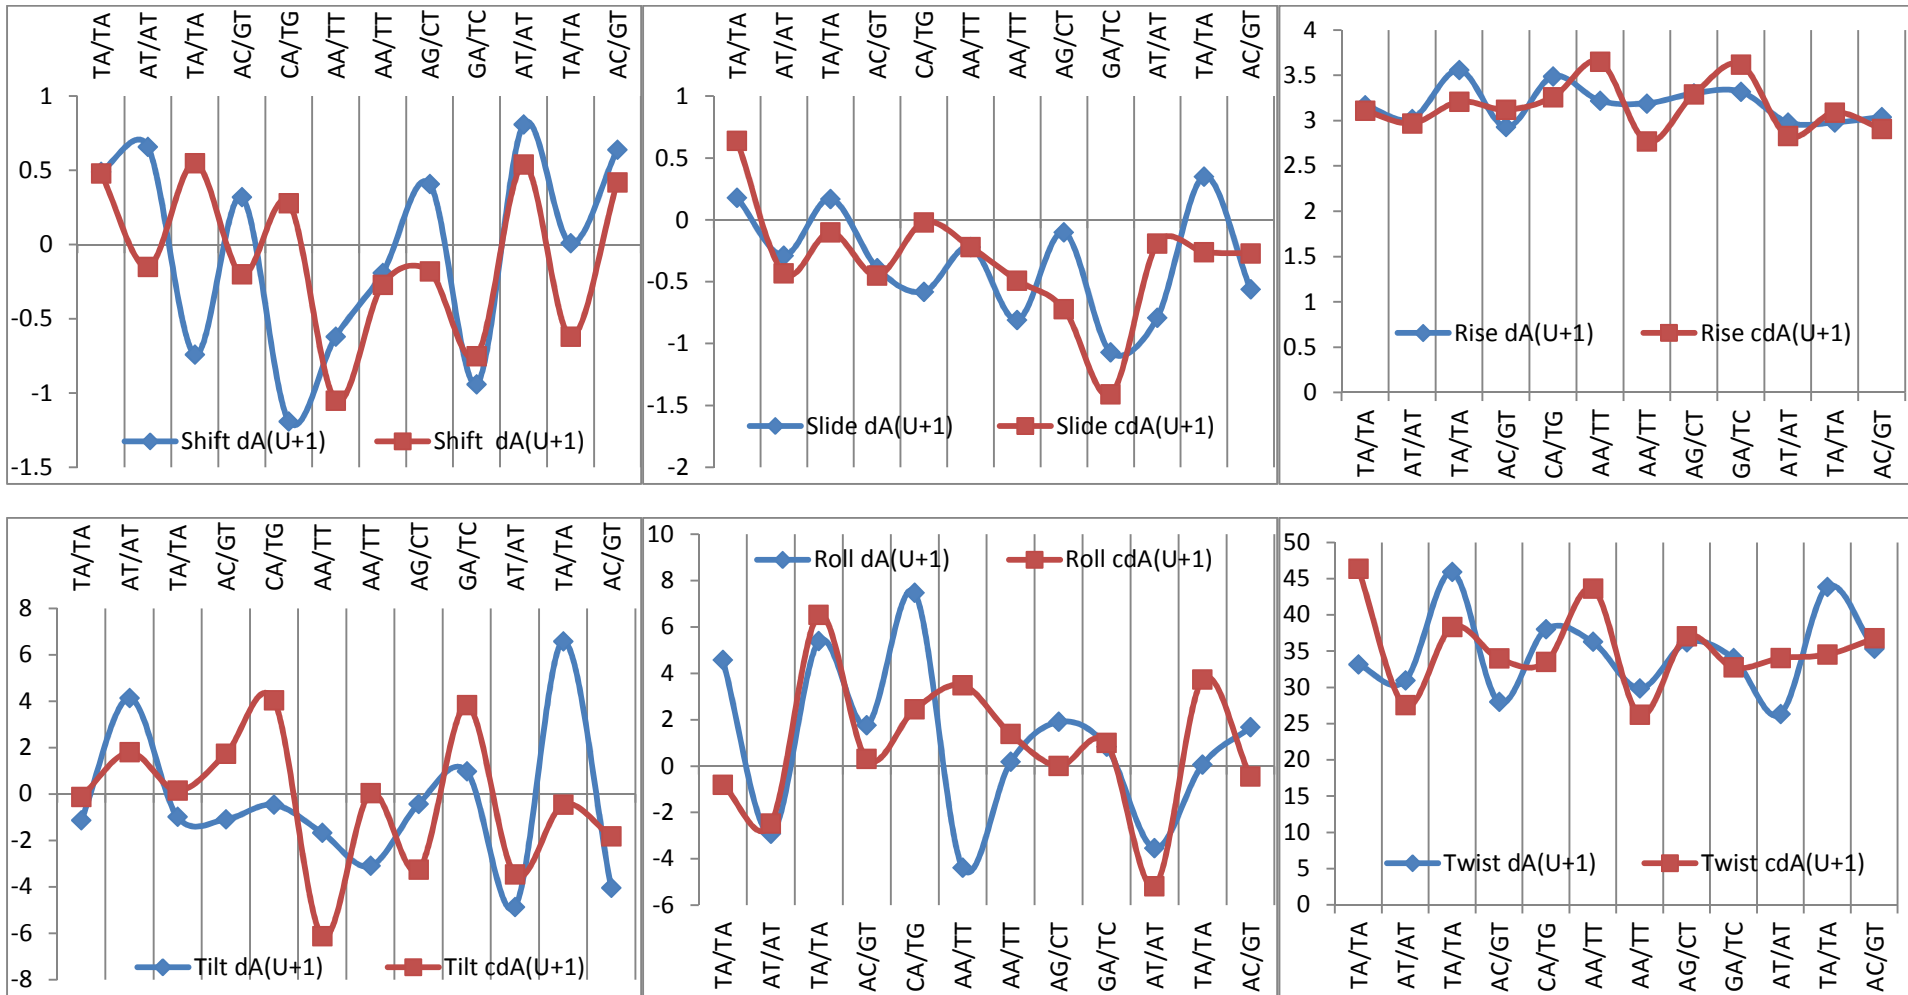 TA/TA
AT/AT
TA/TA
AC/GT
CA/TG
AA/TT
AA/TT
AG/CT
GA/TC
AT/AT
TA/TA
AC/GT
1
0.5
0
-0.5
-1
-1.5
Shift dA(U+1)
Shift dA(U+1)
TA/TA
AT/AT
TA/TA
AC/GT
CA/TG
AA/TT
AA/TT
AG/CT
GA/TC
AT/AT
TA/TA
AC/GT
1
0.5
0
-0.5
-1
-1.5
-2
Slide dA(U+1)
Slide cdA(U+1)
4
3.5
3
2.5
2
1.5
1
0.5
0
Rise dA(U+1)
Rise cdA(U+1)
TA/TA
AT/AT
TA/TA
AC/GT
CA/TG
AA/TT
AA/TT
AG/CT
GA/TC
AT/AT
TA/TA
AC/GT
TA/TA
AT/AT
TA/TA
AC/GT
CA/TG
AA/TT
AA/TT
AG/CT
GA/TC
AT/AT
TA/TA
AC/GT
8
6
4
2
0
-2
-4
-6
-8
Tilt dA(U+1)
Tilt cdA(U+1)
10
8
6
4
2
0
-2
-4
-6
Roll dA(U+1)
Roll cdA(U+1)
TA/TA
AT/AT
TA/TA
AC/GT
CA/TG
AA/TT
AA/TT
AG/CT
GA/TC
AT/AT
TA/TA
AC/GT
50
45
40
35
30
25
20
15
10
5
0
Twist dA(U+1)
Twist cdA(U+1)
TA/TA
AT/AT
TA/TA
AC/GT
CA/TG
AA/TT
AA/TT
AG/CT
GA/TC
AT/AT
TA/TA
AC/GT